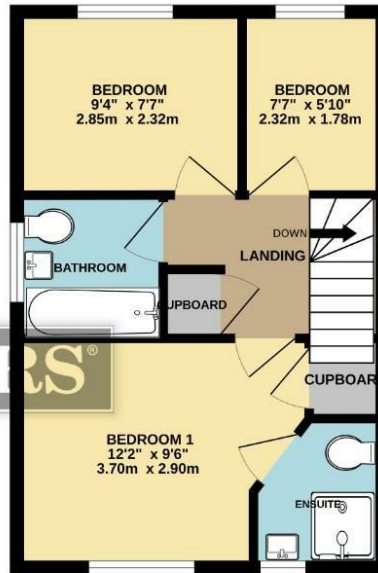 BEDROOM
9'4" x 7'7"
2.85m x 2.32m
BEDROOM
7'7" x 5'10"
2.32m x 1.78m
DOWN
LANDING
BATHROOM
CUPBOARD
RS®
CUPBOAR
BEDROOM 1
12'2" x 9'6"
3.70m x 2.90m
ENSUITE